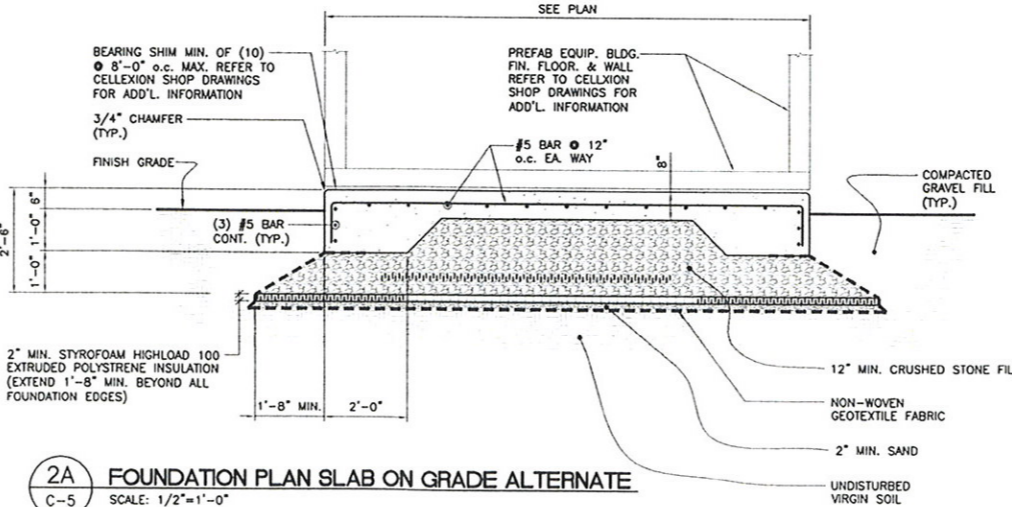 SEE PLAN
BEARING SHIM MIN. OF (10)
@ 8'-0" o.c. MAX. REFER TO
CELLEXION SHOP DRAWINGS
FOR ADD'L. INFORMATION
PREFAB EQUIP. BLDG.
FIN. FLOOR. & WALL
REFER TO CELLXION
SHOP DRAWINGS FOR
ADD'L. INFORMATION
3/4" CHAMFER
(TYP.)
#5 BAR @ 12"
o.c. EA. WAY
8"
FINISH GRADE
COMPACTED
GRAVEL FILL
(TYP.)
6"
1'-0"
2'-6"
1'-0"
(3) #5 BAR
CONT. (TYP.)
2" MIN. STYROFOAM HIGHLOAD 100
EXTRUDED POLYSTRENE INSULATION
(EXTEND 1'-8" MIN. BEYOND ALL
FOUNDATION EDGES)
1'-8" MIN.
2'-0"
12" MIN. CRUSHED STONE FIL
NON-WOVEN
GEOTEXTILE FABRIC
2" MIN. SAND
UNDISTURBED
VIRGIN SOIL
2A
C-5
FOUNDATION PLAN SLAB ON GRADE ALTERNATE
SCALE: 1/2"=1'-0"